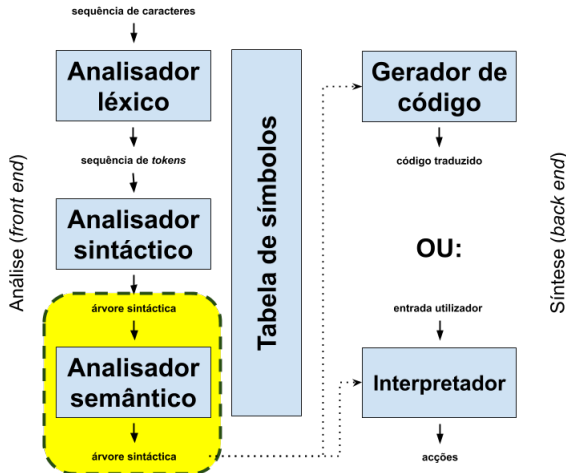 sequência de caracteres
Analisador
léxico
sequência de tokens
Analisador
sintáctico
árvore sintáctica
Analisador
semântico
árvore sintáctica
Análise (front end)
Tabela de símbolos
Gerador de
código
código traduzido
OU:
entrada utilizador
Interpretador
acções
Síntese (back end)